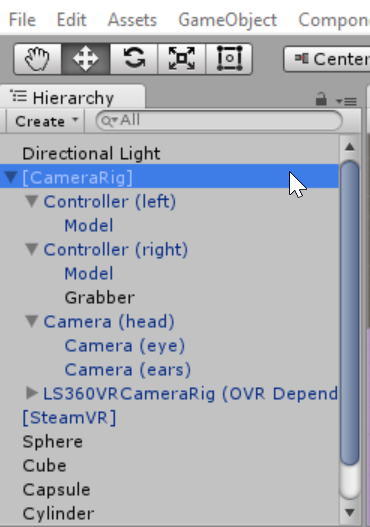 File Edit Assets GameObject Compon
Center
Hierarchy
Create All
Directional Light
[CameraRig]
Controller (left)
Model
Controller (right)
Model
Grabber
Camera (head)
Camera (eye)
Camera (ears)
LS360VRCameraRig (OVR Depend
[SteamVR]
Sphere
Cube
Capsule
Cylinder